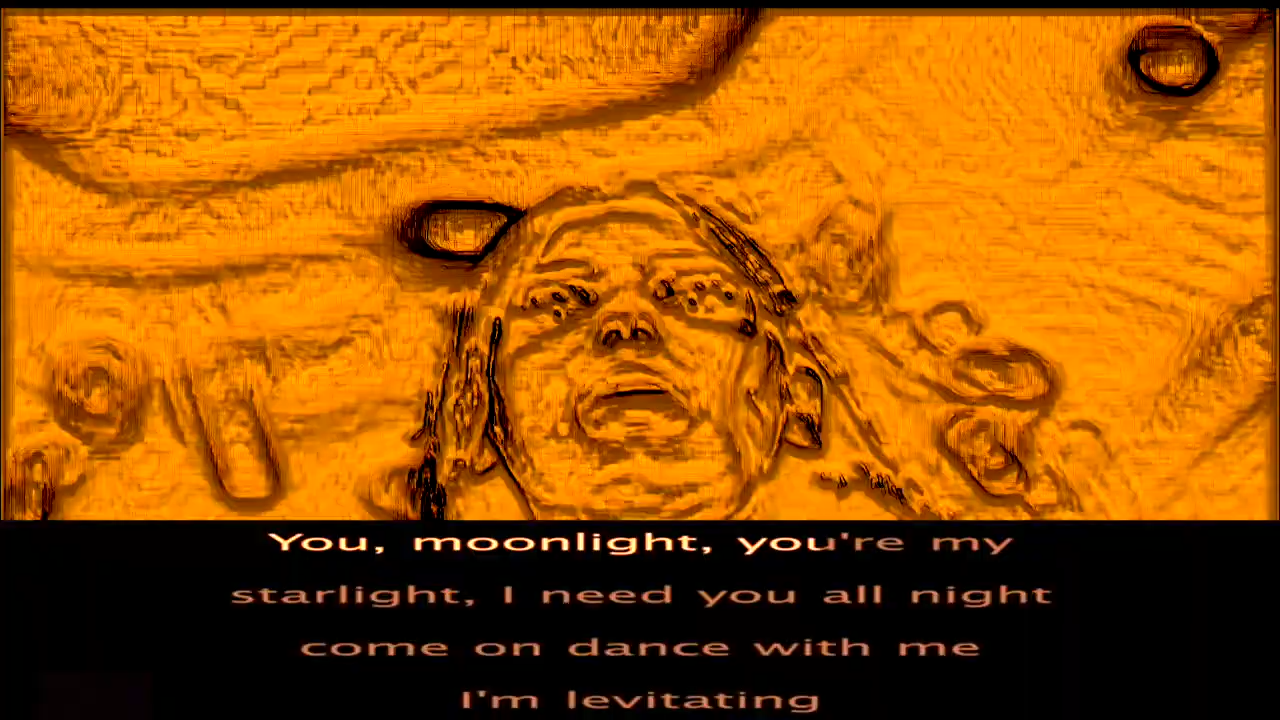 You, moonlight, you're my
starlight, I need you all night
come on dance with me
I'm levitating